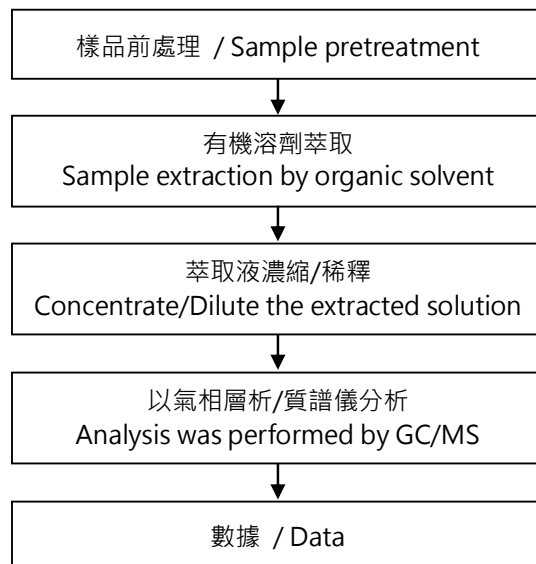 樣品前處理 / Sample pretreatment
有機溶劑萃取
Sample extraction by organic solvent
萃取液濃縮/稀釋
Concentrate/Dilute the extracted solution
以氣相層析/質譜儀分析
Analysis was performed by GC/MS
數據 / Data